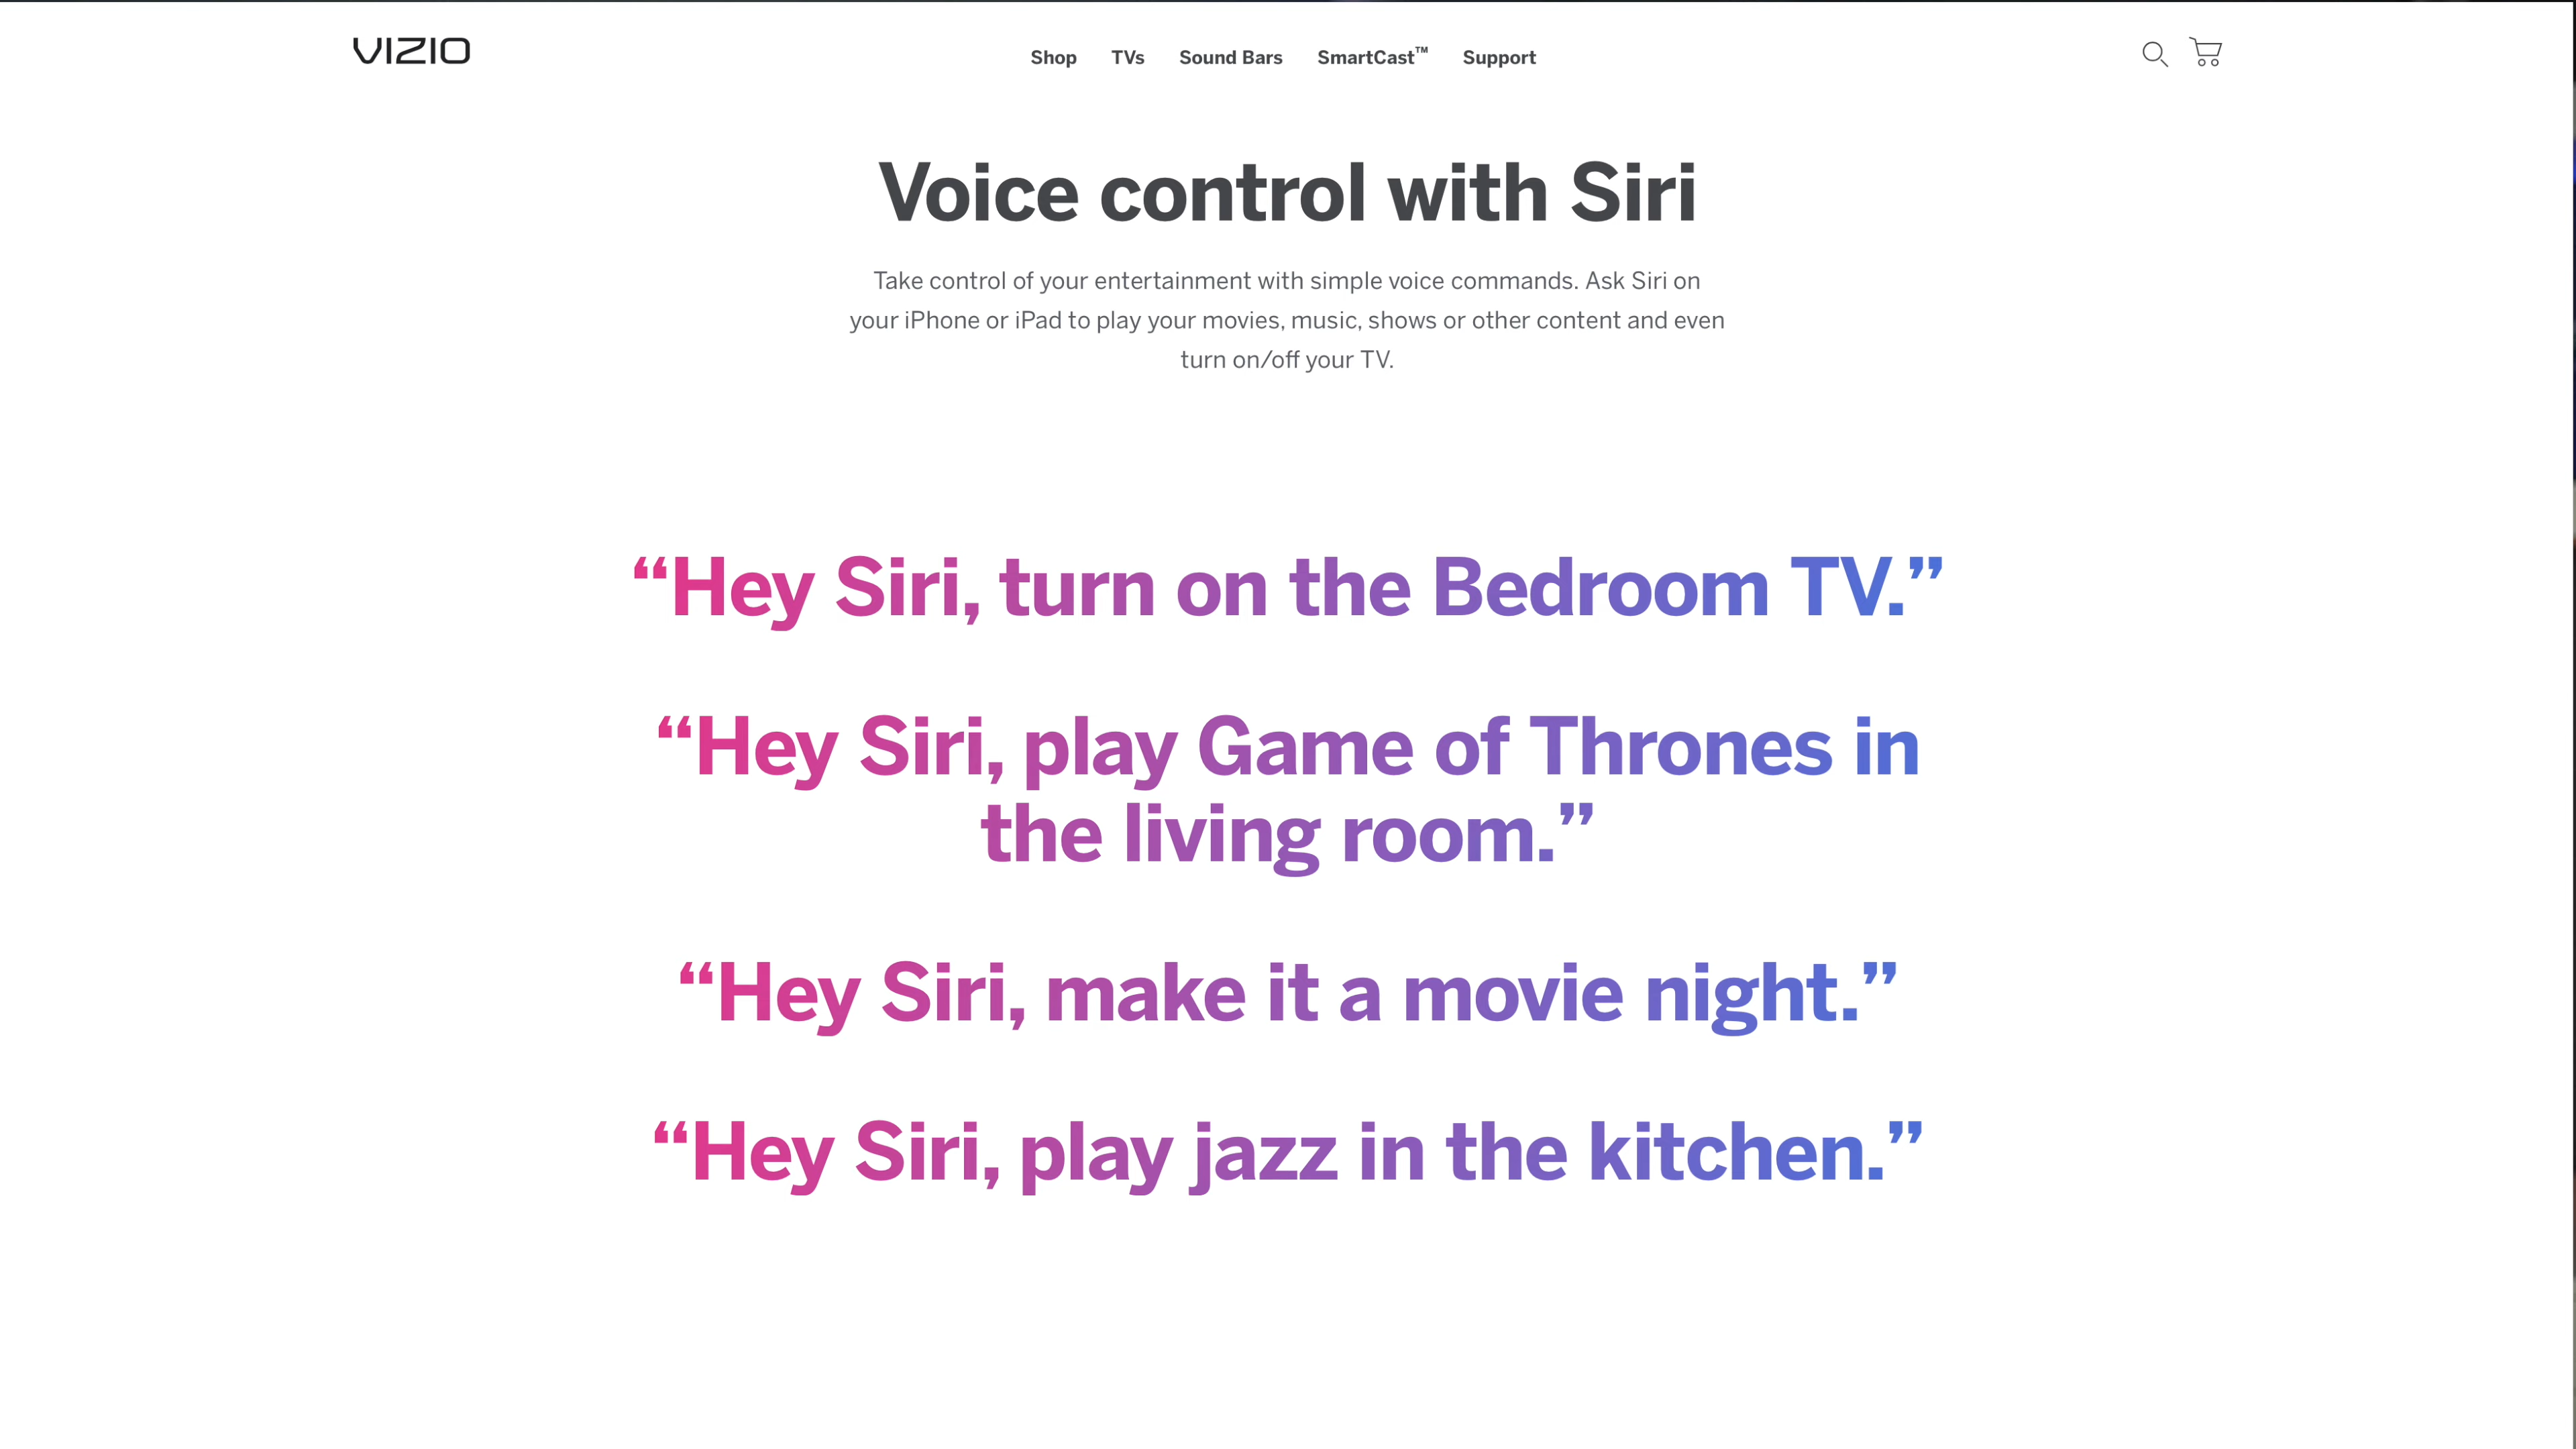 VIZIO
Shop TVs Sound Bars SmartCast™ Support
Voice control with Siri
Take control of your entertainment with simple voice commands. Ask Siri on
your iPhone or iPad to play your movies, music, shows or other content and even
turn on/off your TV.
“Hey Siri, turn on the Bedroom TV.”
“Hey Siri, play Game of Thrones in
the living room.”
“Hey Siri, make it a movie night.”
“Hey Siri, play jazz in the kitchen.”